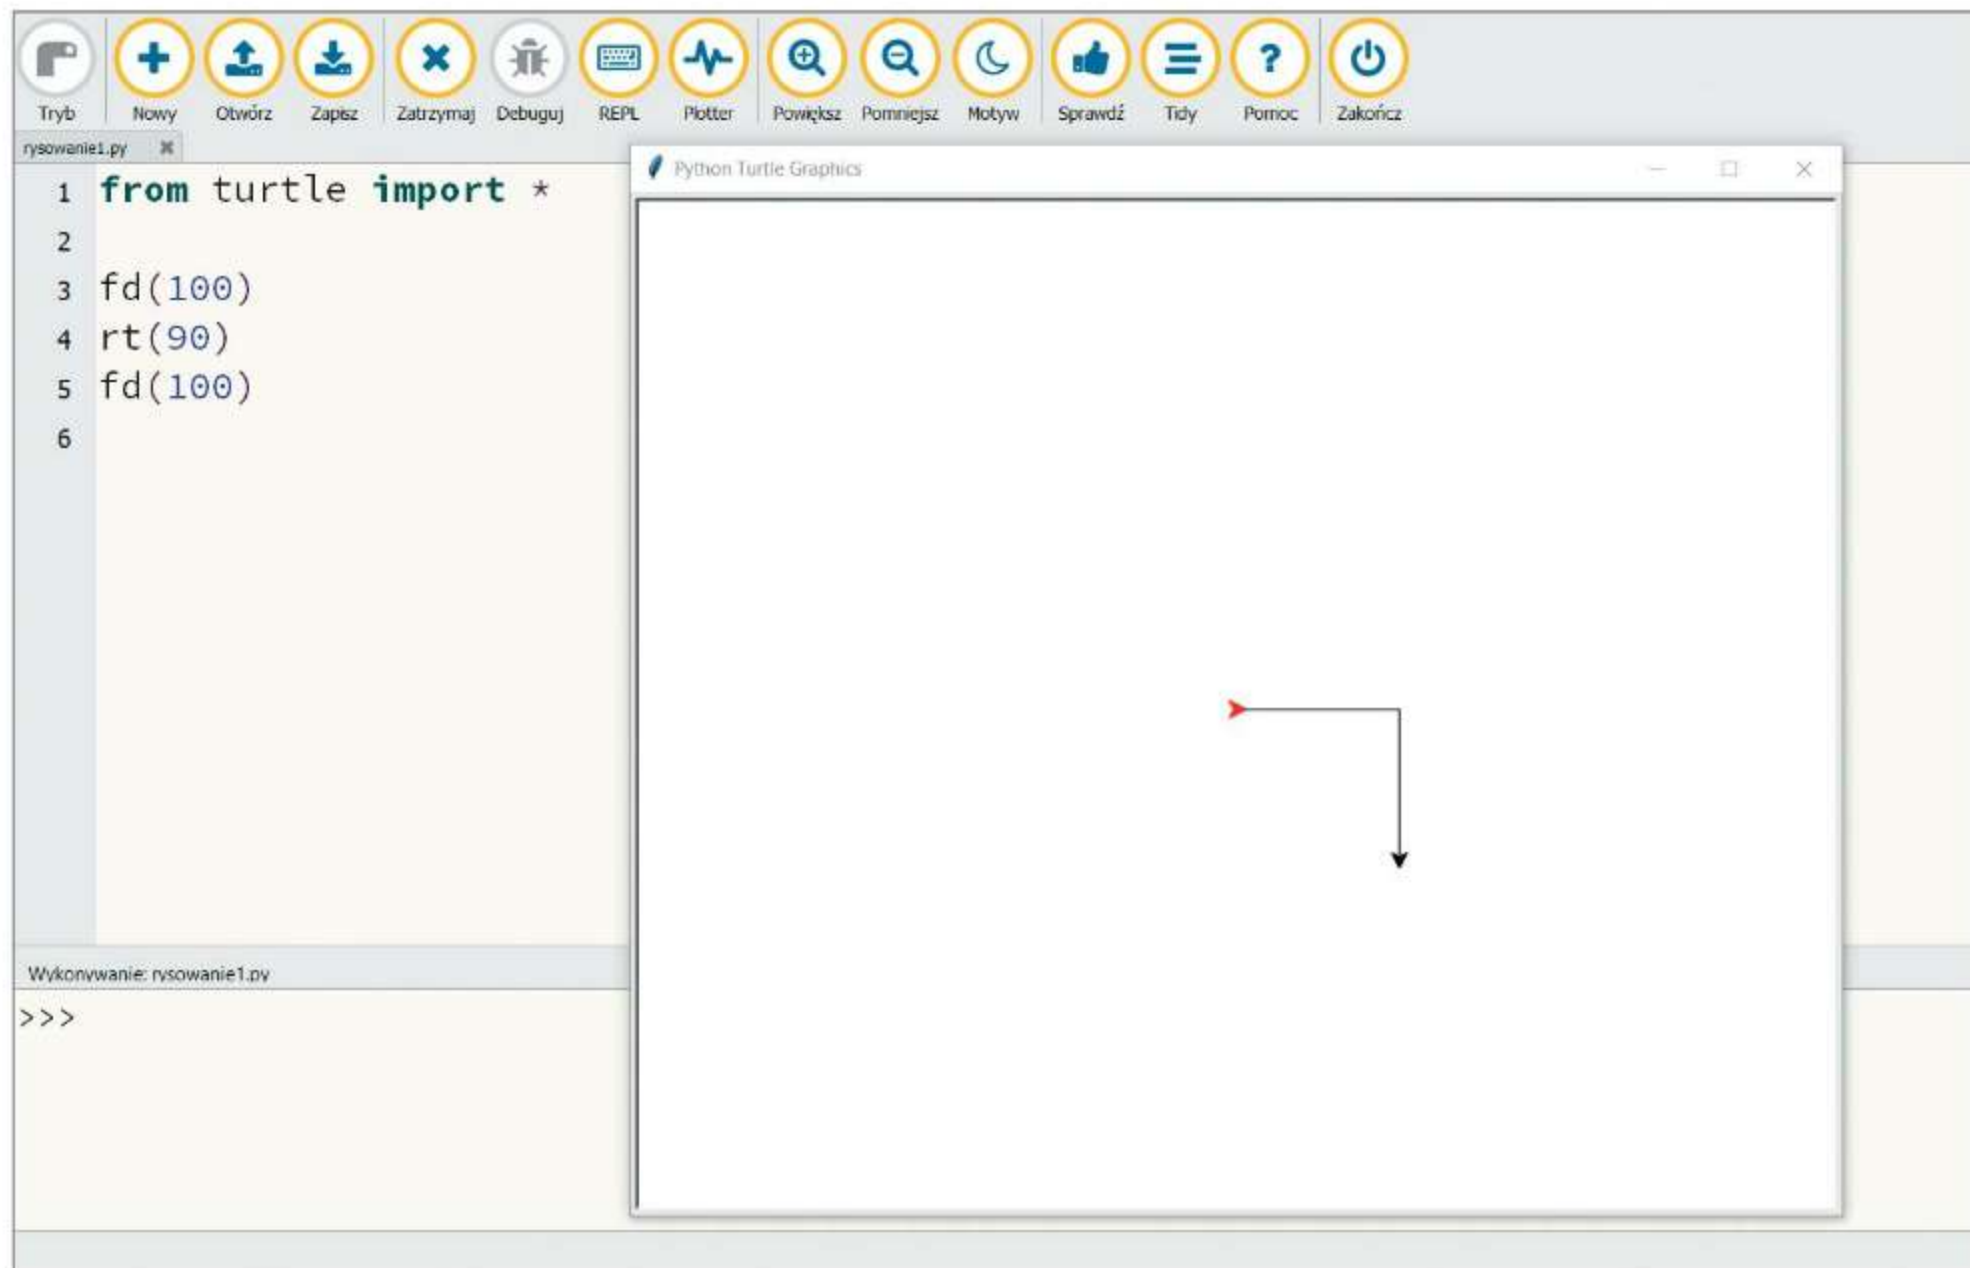 Tryb Nowy Otwórz Zapisz Zatrzymaj Debuguj REPL Plotter Powiększ Pomniejsz Motyw Sprawdź Tidy ? Pomoc Zakończ
rysowanie1.py
Python Turtle Graphics
1 from turtle import *
2
3 fd(100)
4 rt(90)
5 fd(100)
6
Wykonywanie: rysowanie1.py
>>>